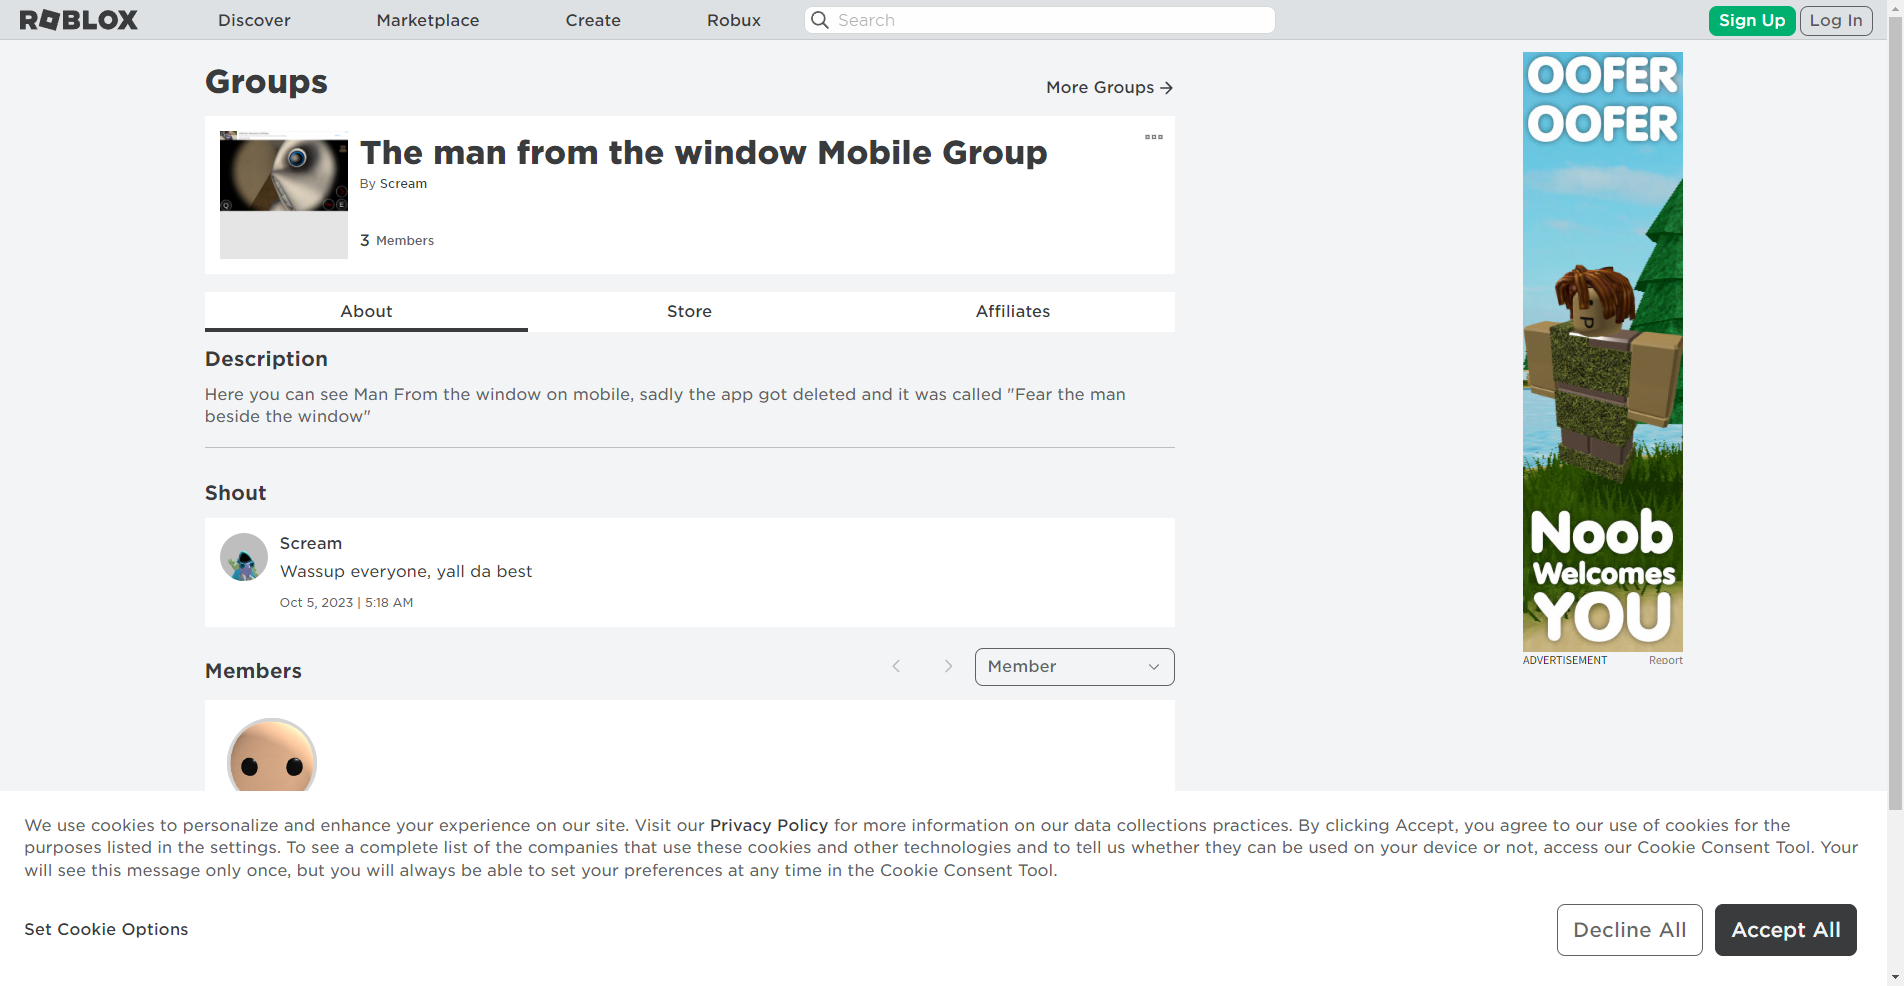 ROBLOX
Discover
Marketplace
Create
Robux
Search
Sign Up
Log In
Groups
More Groups
The man from the window Mobile Group
By Scream
3 Members
About
Store
Affiliates
Description
Here you can see Man From the window on mobile, sadly the app got deleted and it was called "Fear the man
beside the window"
Shout
Scream
Wassup everyone, yall da best
Oct 5, 2023 | 5:18 AM
Members
Member
OOFER
OOFER
Noob
Welcomes
YOU
ADVERTISEMENT
Report
We use cookies to personalize and enhance your experience on our site. Visit our Privacy Policy for more information on our data collections practices. By clicking Accept, you agree to our use of cookies for the
purposes listed in the settings. To see a complete list of the companies that use these cookies and other technologies and to tell us whether they can be used on your device or not, access our Cookie Consent Tool. Your
will see this message only once, but you will always be able to set your preferences at any time in the Cookie Consent Tool.
Set Cookie Options
Decline All
Accept All